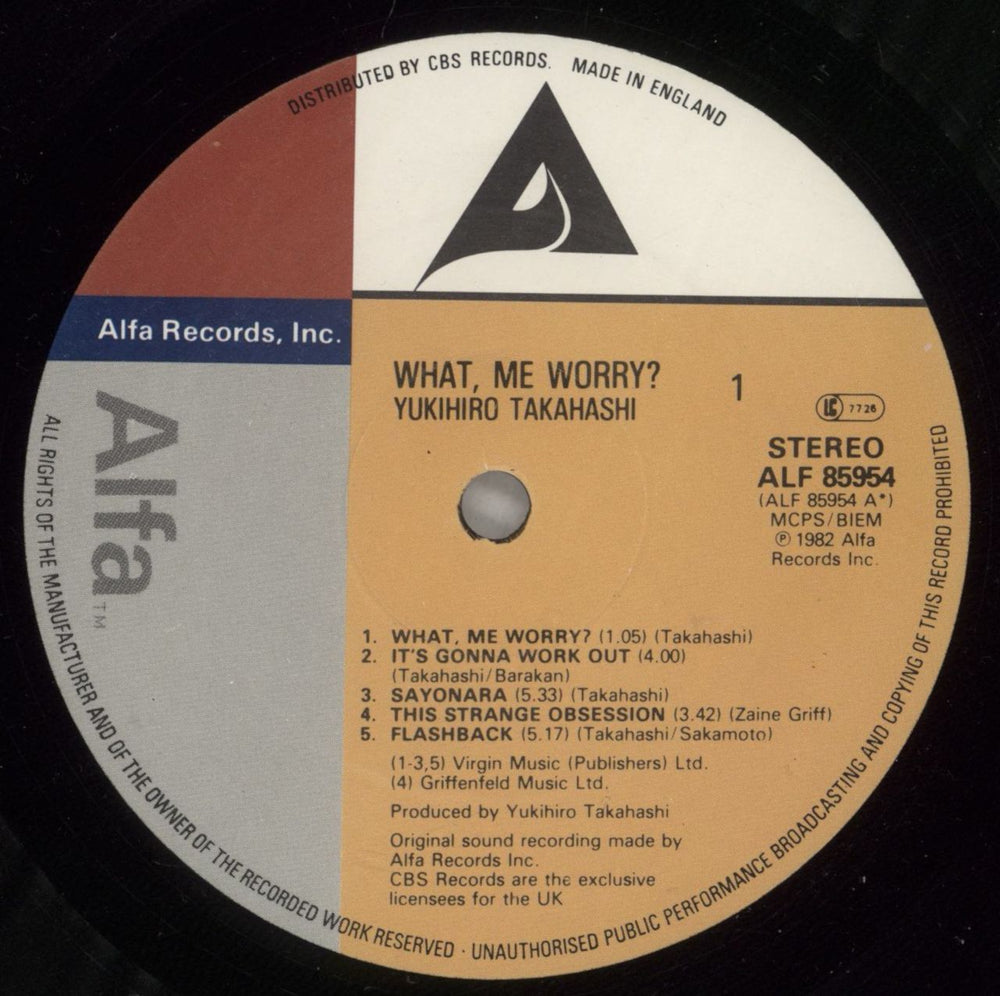 DISTRIBUTED BY CBS RECORDS. MADE IN ENGLAND
Alfa Records, Inc.
Alfa™
WHAT, ME WORRY?
YUKIHIRO TAKAHASHI
1
LC 7726
STEREO
ALF 85954
(ALF 85954 A*)
MCPS/BIEM
℗ 1982 Alfa
Records Inc.
1. WHAT, ME WORRY? (1.05) (Takahashi)
2. IT'S GONNA WORK OUT (4.00)
(Takahashi/Barakan)
3. SAYONARA (5.33) (Takahashi)
4. THIS STRANGE OBSESSION (3.42) (Zaine Griff)
5. FLASHBACK (5.17) (Takahashi/Sakamoto)
(1-3,5) Virgin Music (Publishers) Ltd.
(4) Griffenfeld Music Ltd.
Produced by Yukihiro Takahashi
Original sound recording made by
Alfa Records Inc.
CBS Records are the exclusive
licensees for the UK
ALL RIGHTS OF THE MANUFACTURER AND OF THE OWNER OF THE RECORDED WORK RESERVED · UNAUTHORISED PUBLIC PERFORMANCE BROADCASTING AND COPYING OF THIS RECORD PROHIBITED